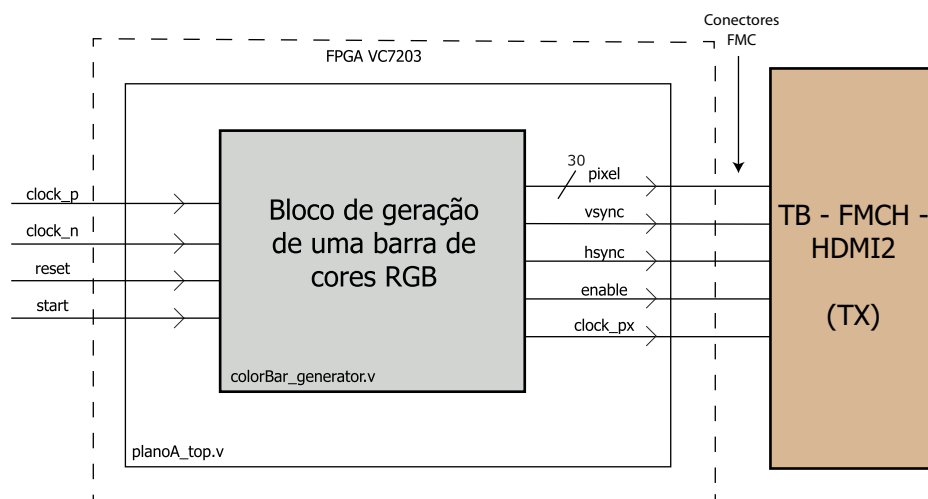 Conectores
FMC
FPGA VC7203
clock_p
clock_n
reset
start
Bloco de geração
de uma barra de
cores RGB
colorBar_generator.v
planoA_top.v
30
pixel
vsync
hsync
enable
clock_px
TB - FMCH -
HDMI2
(TX)